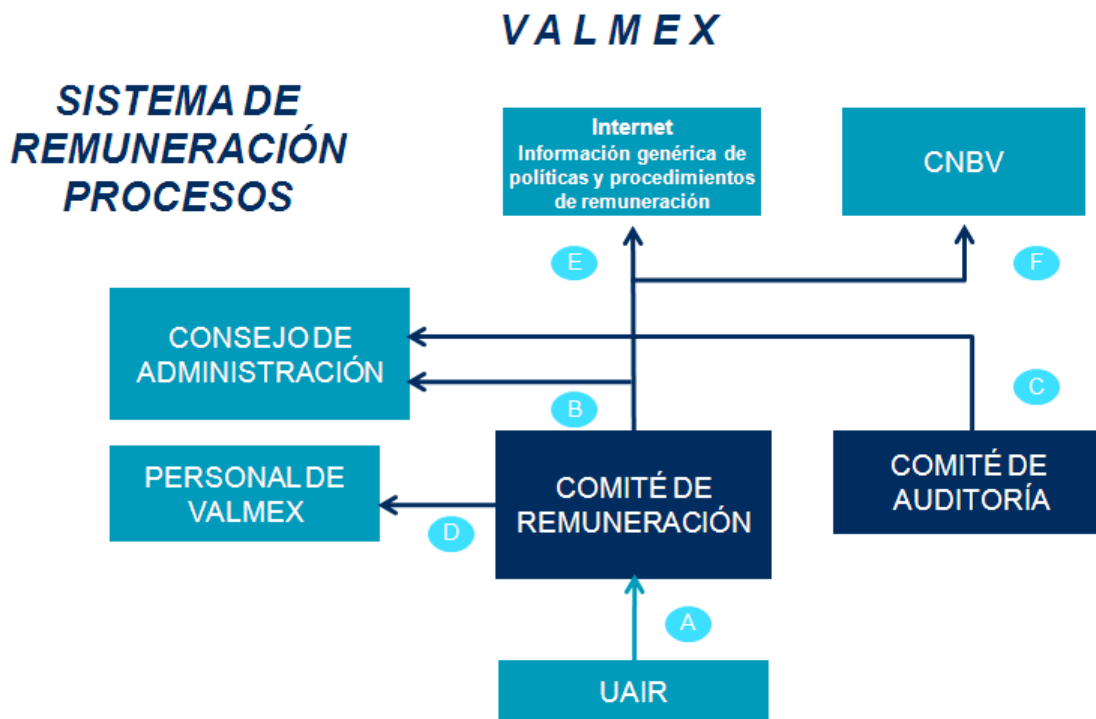 VALMEX
SISTEMA DE
REMUNERACIÓN
PROCESOS
Internet
Información genérica de
políticas y procedimientos
de remuneración
CNBV
E
F
CONSEJO DE
ADMINISTRACIÓN
B
C
PERSONAL DE
VALMEX
D
COMITÉ DE
REMUNERACIÓN
COMITÉ DE
AUDITORÍA
A
UAIR